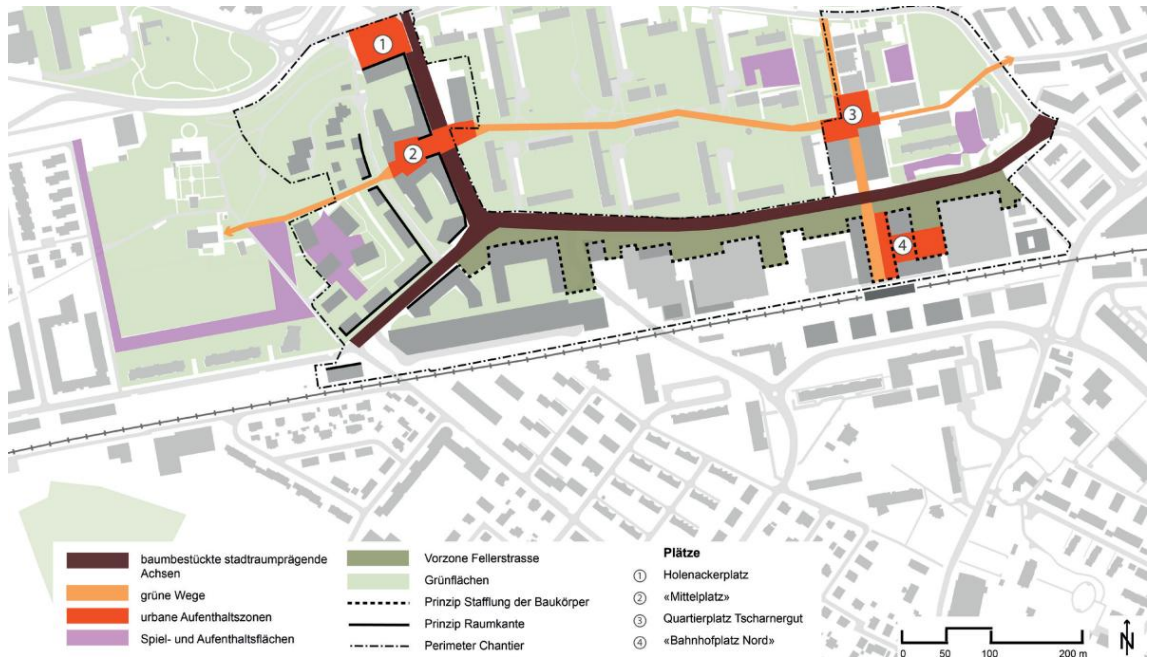 1
2
3
4
baumbestückte stadtraumprägende
Achsen
grüne Wege
urbane Aufenthaltszonen
Spiel- und Aufenthaltsflächen
Vorzone Fellerstrasse
Grünflächen
Prinzip Stafflung der Baukörper
Prinzip Raumkante
Perimeter Chantier
Plätze
1 Holenackerplatz
2 «Mittelplatz»
3 Quartierplatz Tscharnergut
4 «Bahnhofplatz Nord»
0 50 100 200 m
N